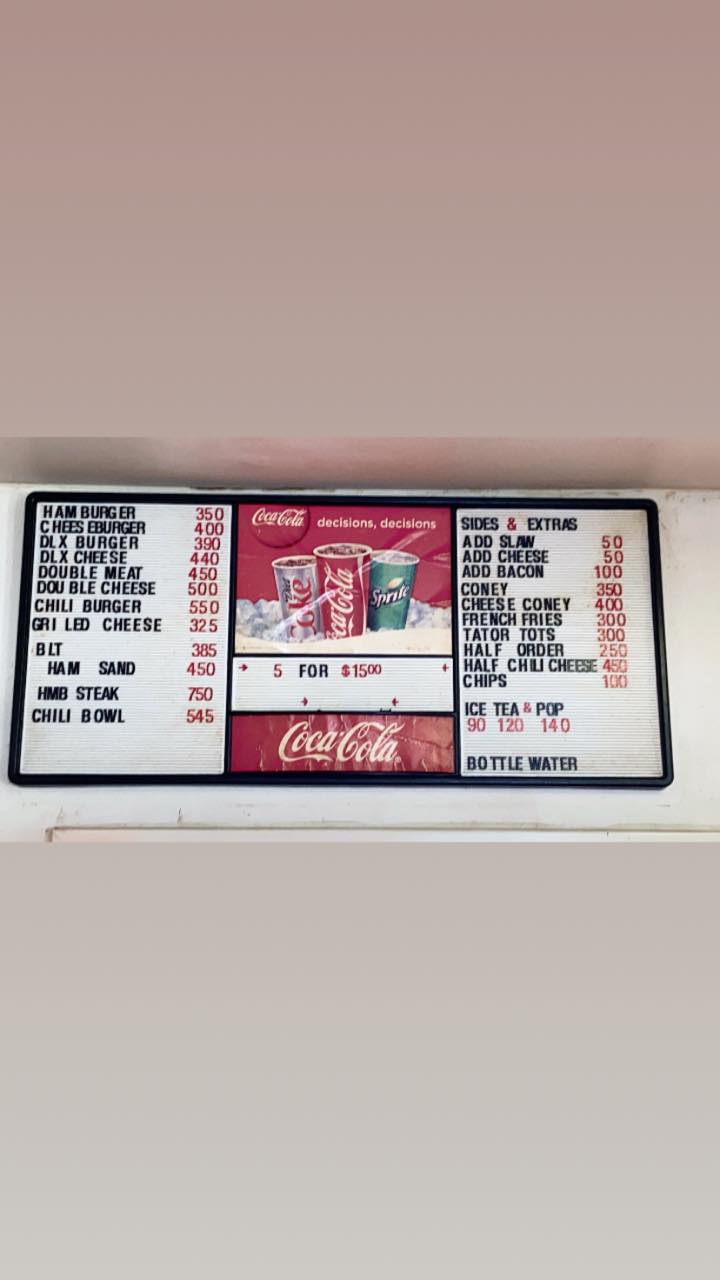 HAMBURGER 350
CHEESEBURGER 400
DLX BURGER 390
DLX CHEESE 440
DOUBLE MEAT 450
DOUBLE CHEESE 500
CHILI BURGER 550
GRILED CHEESE 325
BLT 385
HAM SAND 450
HMB STEAK 750
CHILI BOWL 545
Coca-Cola decisions, decisions
Diet Coke
Coca-Cola
Sprite
5 FOR $1500
Coca-Cola
SIDES & EXTRAS
ADD SLAW 50
ADD CHEESE 50
ADD BACON 100
CONEY 350
CHEESE CONEY 400
FRENCH FRIES 300
TATOR TOTS 300
HALF ORDER 250
HALF CHILI CHEESE 450
CHIPS 100
ICE TEA & POP
90 120 140
BOTTLE WATER